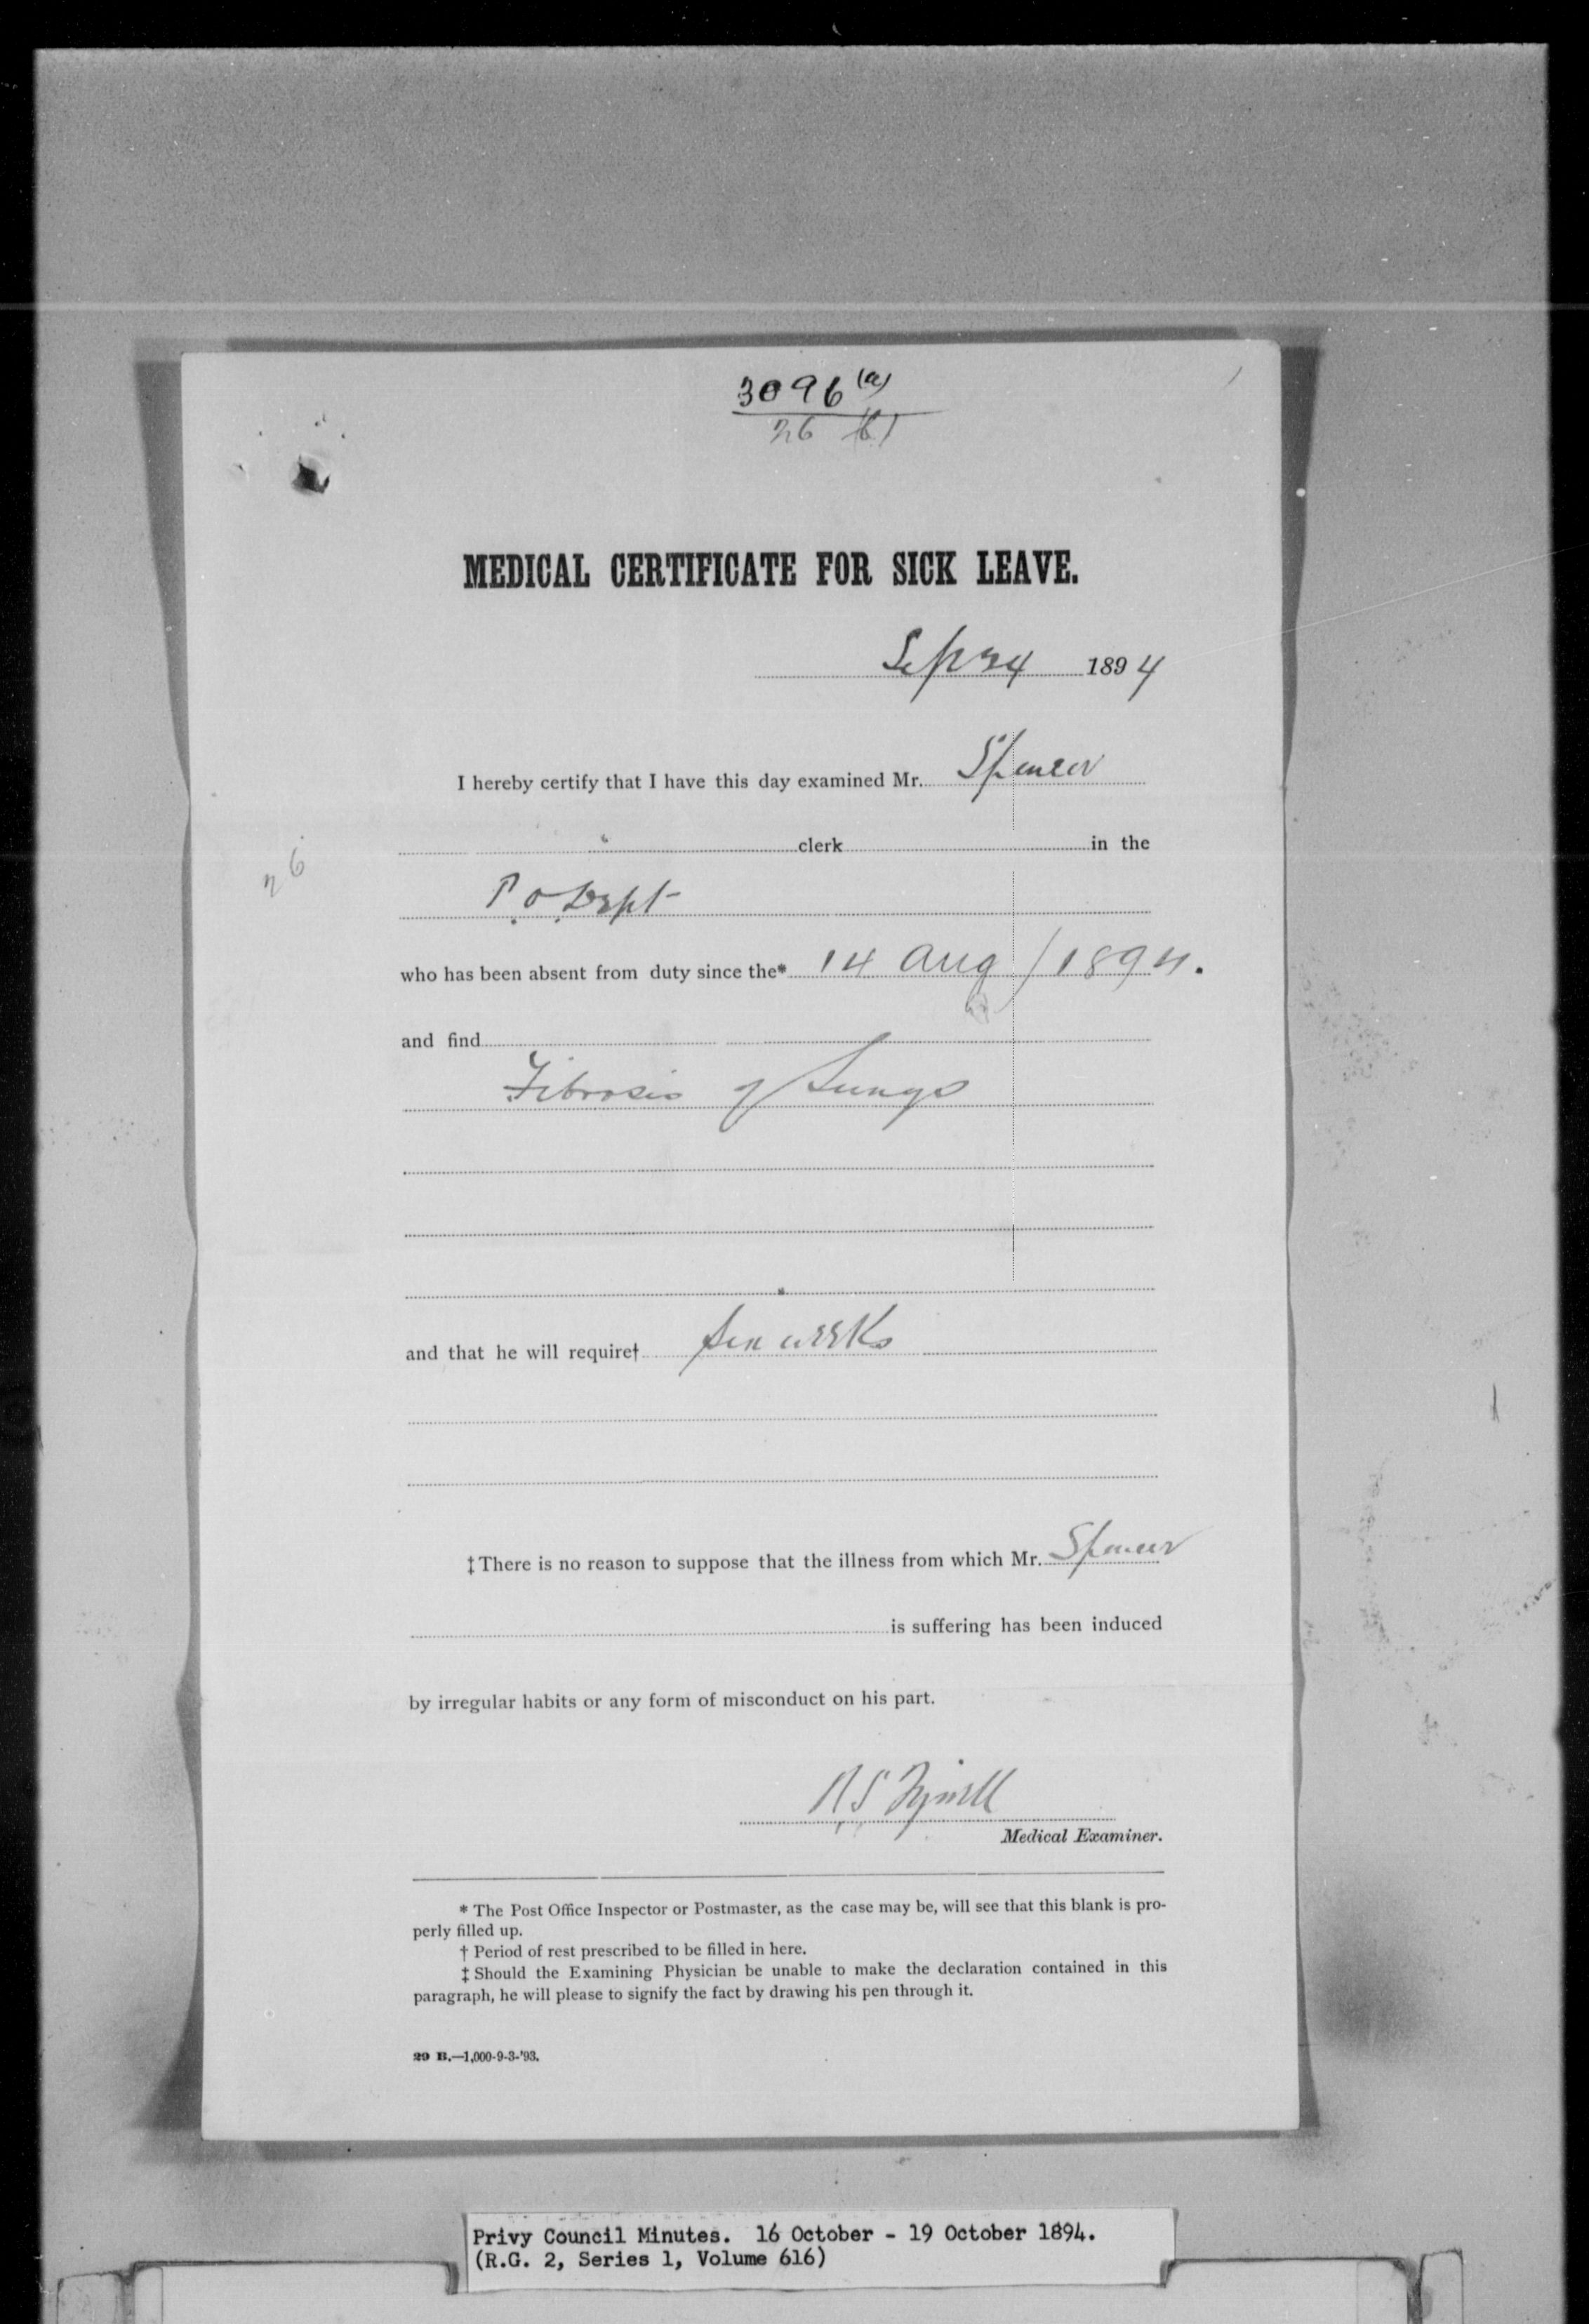 3096 (a)
26
MEDICAL CERTIFICATE FOR SICK LEAVE.
Sept 24 1894
I hereby certify that I have this day examined Mr. Spencer
clerk in the
26
P.O. Dept
who has been absent from duty since the* 14 Aug / 1894.
and find
Fibrosis of Lungs
and that he will require† Six weeks
‡ There is no reason to suppose that the illness from which Mr. Spencer
is suffering has been induced
by irregular habits or any form of misconduct on his part.
Medical Examiner.
* The Post Office Inspector or Postmaster, as the case may be, will see that this blank is pro-
perly filled up.
† Period of rest prescribed to be filled in here.
‡ Should the Examining Physician be unable to make the declaration contained in this
paragraph, he will please to signify the fact by drawing his pen through it.
29 B.—1,000-9-3-'93.
Privy Council Minutes. 16 October - 19 October 1894.
(R.G. 2, Series 1, Volume 616)